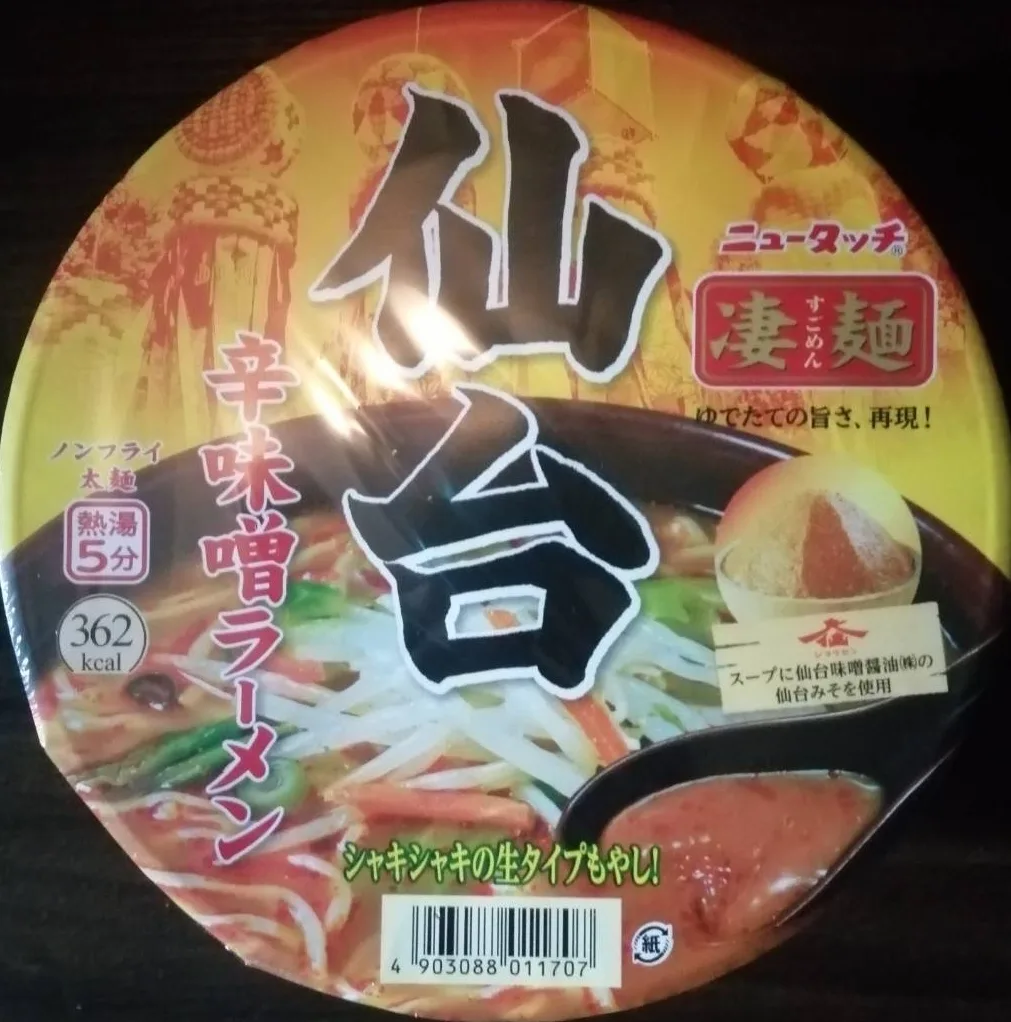 仙台
辛味噌ラーメン
ニュータッチ®
凄麺
すごめん
ゆでたての旨さ、再現!
ノンフライ
太麺
熱湯
5分
362
kcal
スープに仙台味噌醤油㈱の
仙台みそを使用
シャキシャキの生タイプもやし!
4 903088 011707
紙